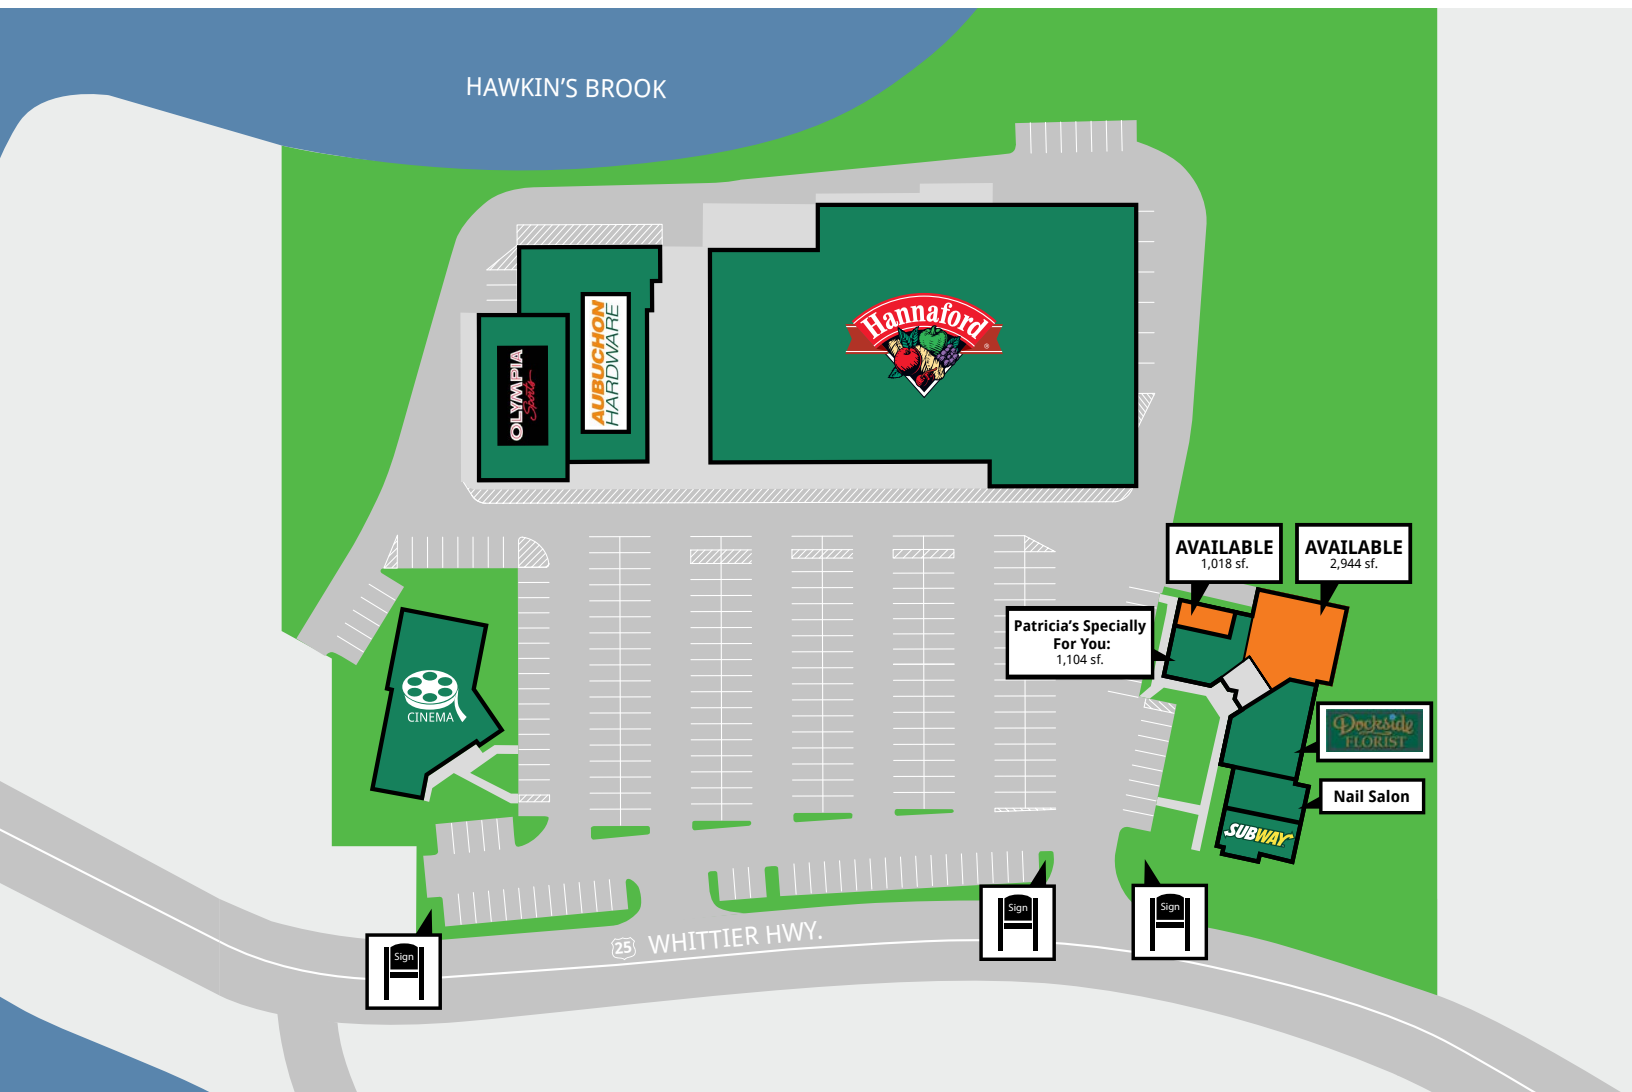 HAWKIN'S BROOK
Hannaford
®
OLYMPIA
Sports
AUBUCHON
HARDWARE
AVAILABLE
1,018 sf.
AVAILABLE
2,944 sf.
Patricia's Specially
For You:
1,104 sf.
CINEMA
Dockside
FLORIST
Nail Salon
SUBWAY
Sign
Sign
Sign
25 WHITTIER HWY.